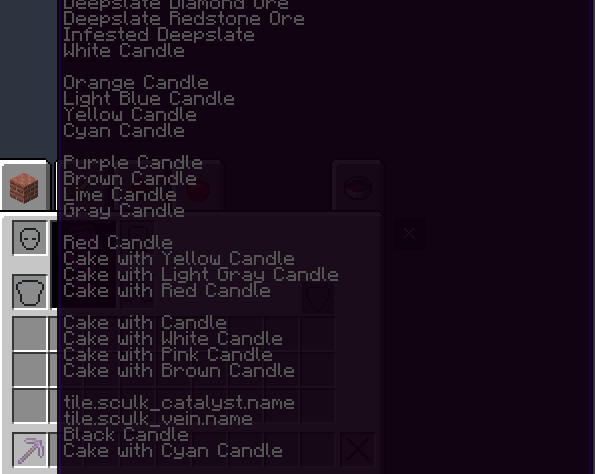 Deepslate Diamond Ore
Deepslate Redstone Ore
Infested Deepslate
White Candle
Orange Candle
Light Blue Candle
Yellow Candle
Cyan Candle
Purple Candle
Brown Candle
Lime Candle
Gray Candle
Red Candle
Cake with Yellow Candle
Cake with Light Gray Candle
Cake with Red Candle
Cake with Candle
Cake with White Candle
Cake with Pink Candle
Cake with Brown Candle
tile.sculk_catalyst.name
tile.sculk_vein.name
Black Candle
Cake with Cyan Candle